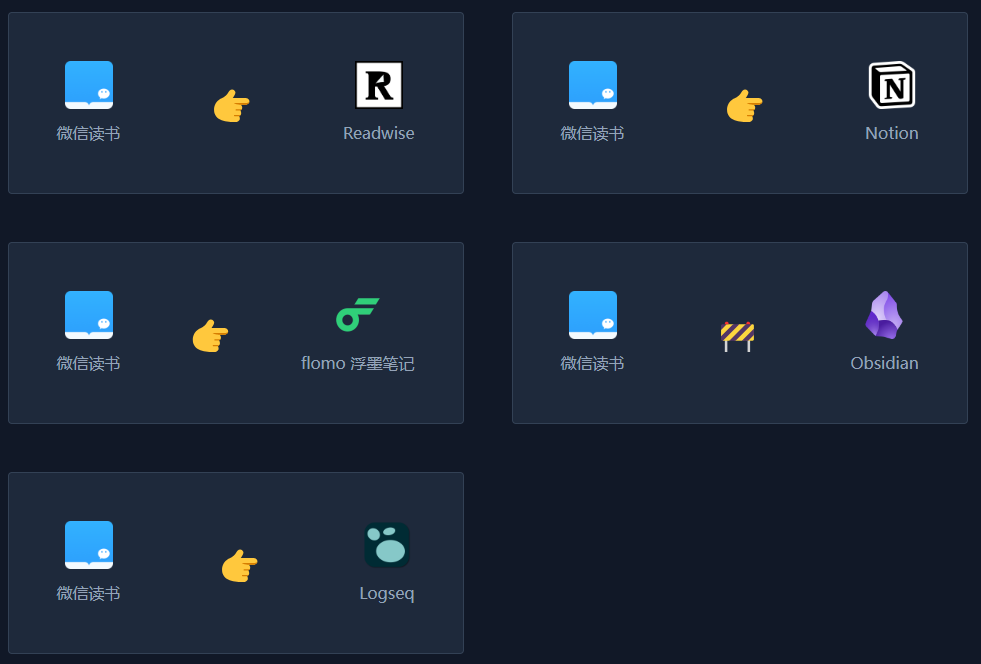 微信读书
Readwise
微信读书
Notion
微信读书
flomo 浮墨笔记
微信读书
Obsidian
微信读书
Logseq